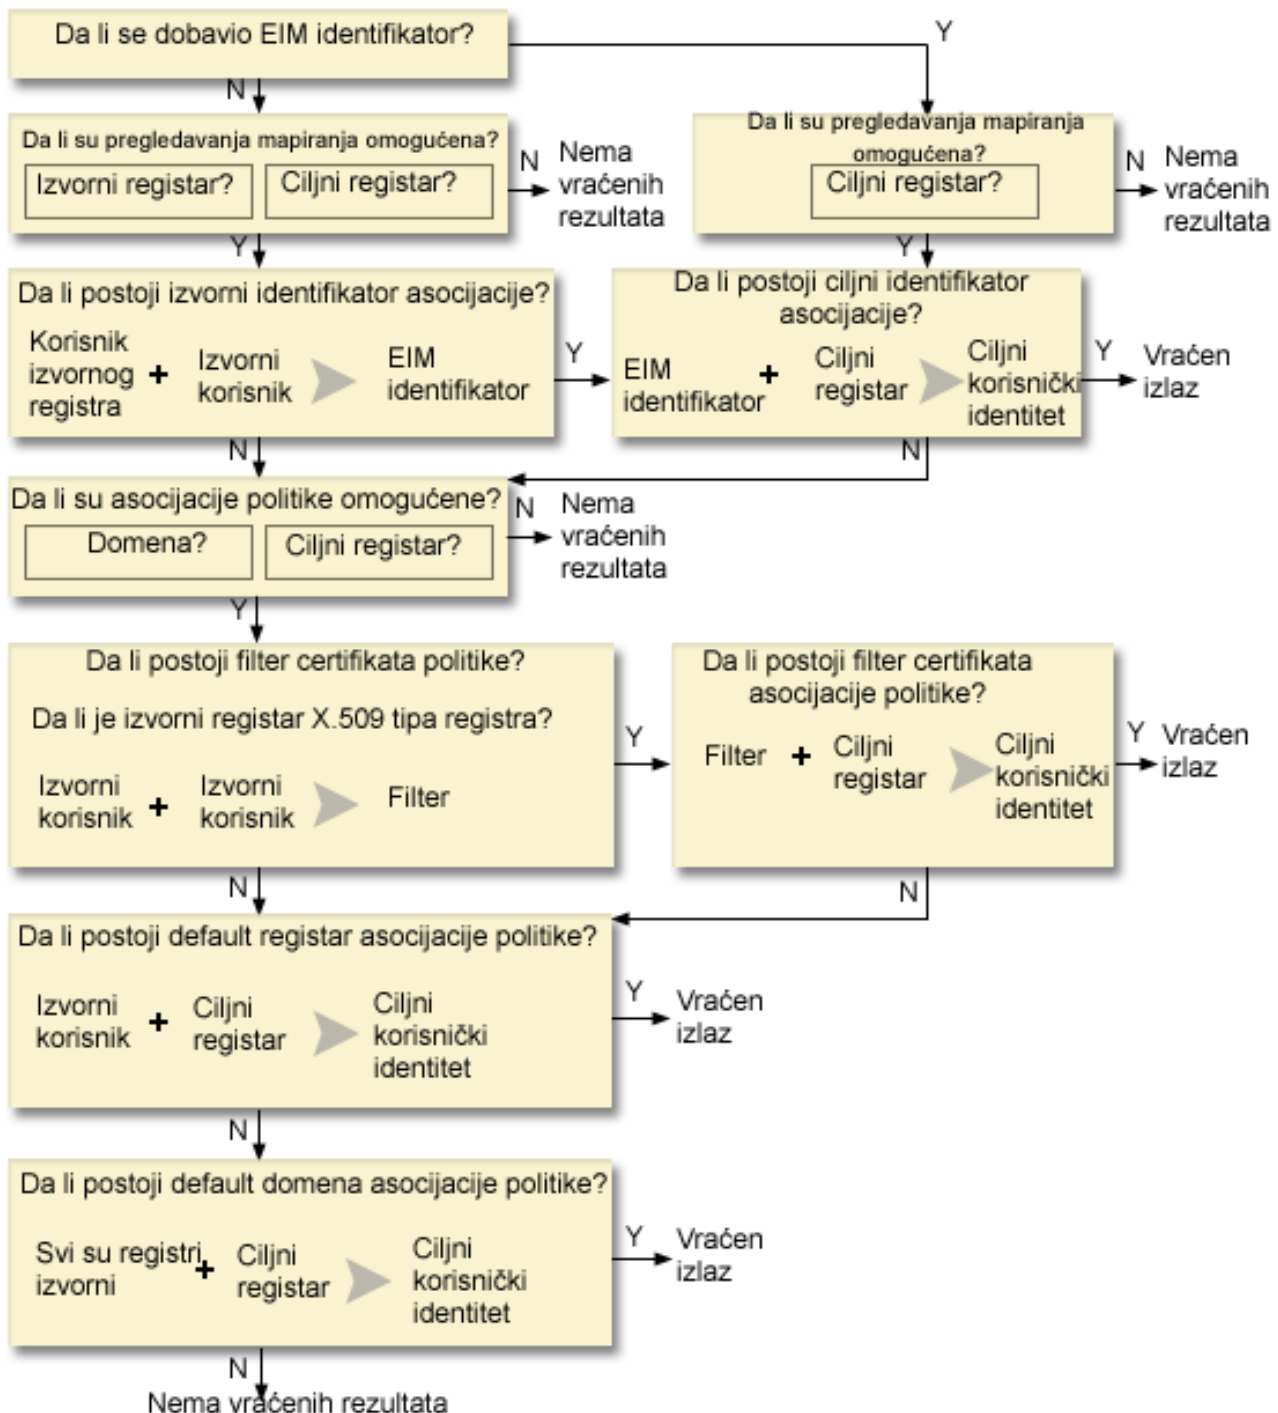 Da li se dobavio EIM identifikator?
Y
N
Da li su pregledavanja mapiranja omogućena?
Izvorni registar?
Ciljni registar?
N
Nema
vraćenih
rezultata
Da li su pregledavanja mapiranja
omogućena?
Ciljni registar?
N
Nema
vraćenih
rezultata
Y
Y
Da li postoji izvorni identifikator asocijacije?
Korisnik
izvornog
registra
+
Izvorni
korisnik
EIM
identifikator
Y
Da li postoji ciljni identifikator
asocijacije?
EIM
identifikator
+
Ciljni
registar
Ciljni
korisnički
identitet
Y
Vraćen
izlaz
N
N
Da li su asocijacije politike omogućene?
Domena?
Ciljni registar?
N
Nema
vraćenih
rezultata
Y
Da li postoji filter certifikata politike?
Da li je izvorni registar X.509 tipa registra?
Izvorni
korisnik
+
Izvorni
korisnik
Filter
Y
Da li postoji filter certifikata
asocijacije politike?
Filter
+
Ciljni
registar
Ciljni
korisnički
identitet
Y
Vraćen
izlaz
N
N
Da li postoji default registar asocijacije politike?
Izvorni
korisnik
+
Ciljni
registar
Ciljni
korisnički
identitet
Y
Vraćen
izlaz
N
Da li postoji default domena asocijacije politike?
Svi su registri
izvorni
+
Ciljni
registar
Ciljni
korisnički
identitet
Y
Vraćen
izlaz
N
Nema vraćenih rezultata